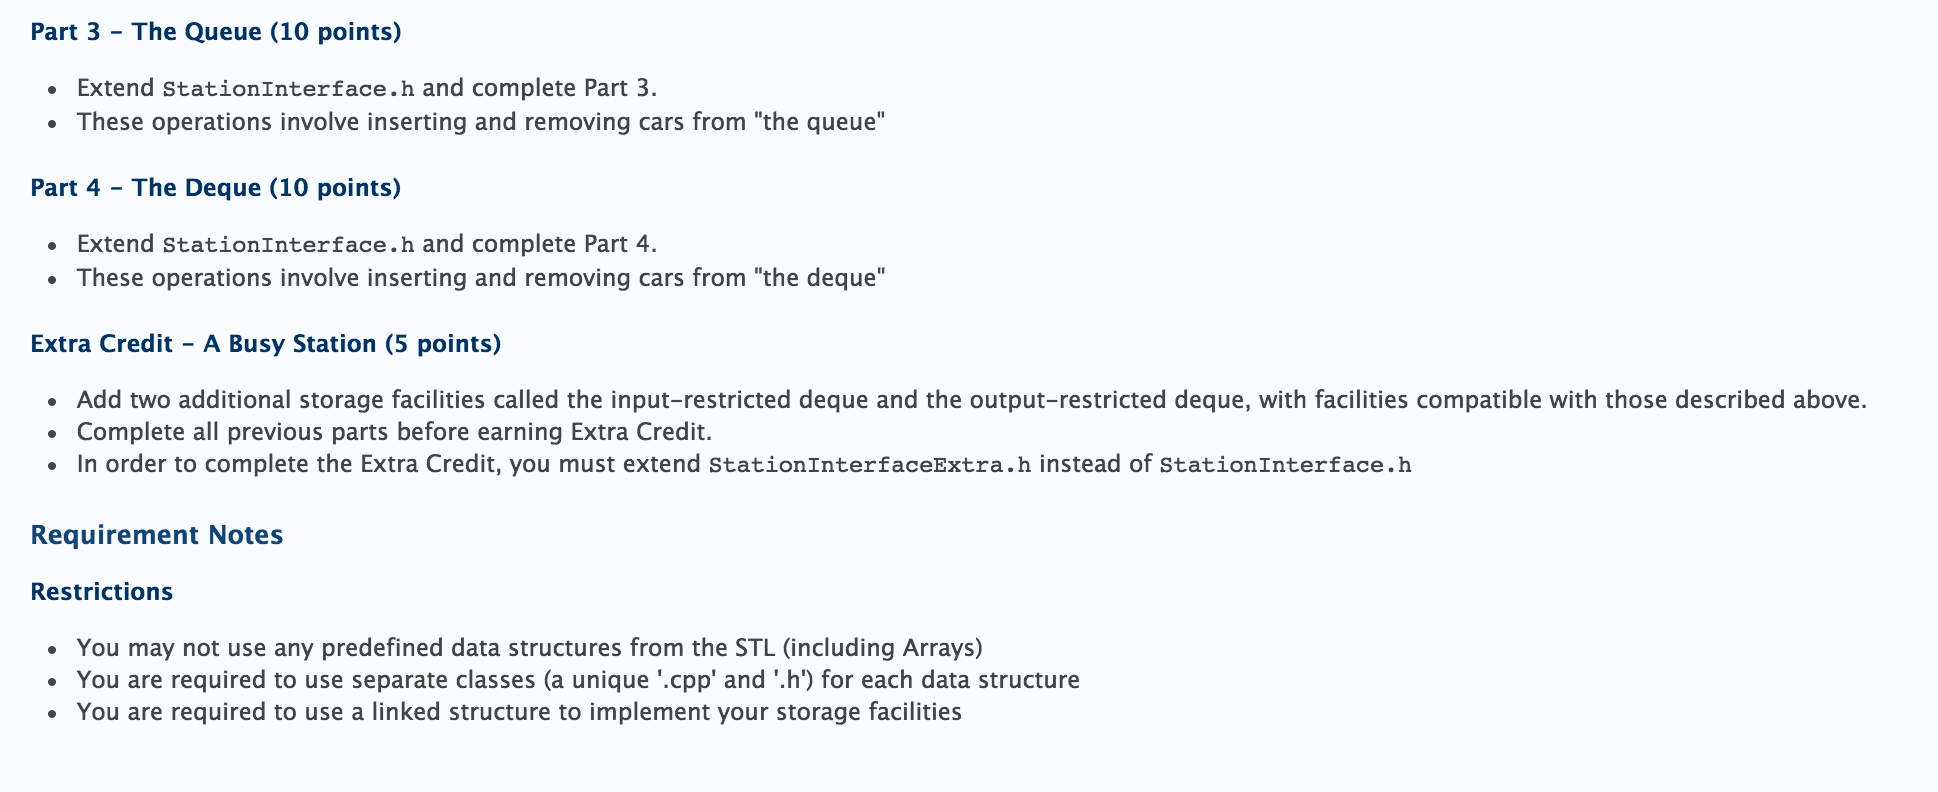 Part 3 – The Queue (10 points)
• Extend StationInterface.h and complete Part 3.
• These operations involve inserting and removing cars from "the queue"
Part 4 – The Deque (10 points)
• Extend StationInterface.h and complete Part 4.
• These operations involve inserting and removing cars from "the deque"
Extra Credit – A Busy Station (5 points)
• Add two additional storage facilities called the input-restricted deque and the output-restricted deque, with facilities compatible with those described above.
• Complete all previous parts before earning Extra Credit.
• In order to complete the Extra Credit, you must extend StationInterfaceExtra.h instead of StationInterface.h
Requirement Notes
Restrictions
• You may not use any predefined data structures from the STL (including Arrays)
• You are required to use separate classes (a unique '.cpp' and '.h') for each data structure
• You are required to use a linked structure to implement your storage facilities